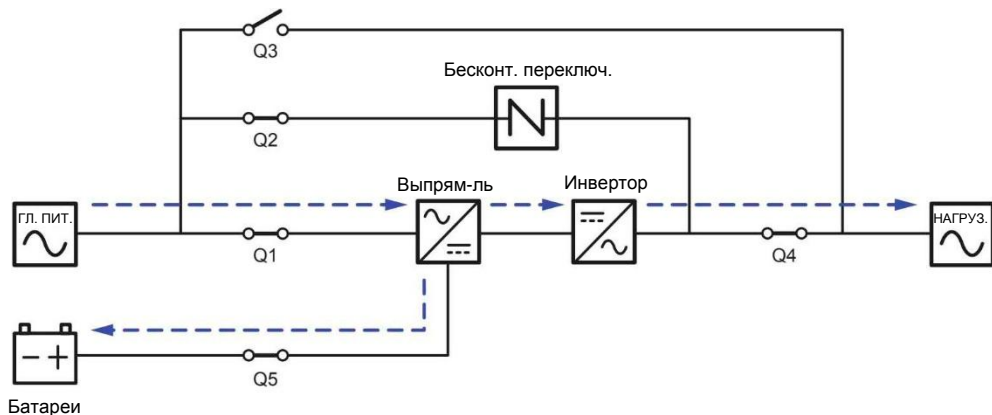 Q3
Бесконт. переключ.
Q2
Выпрям-ль
Инвертор
ГЛ. ПИТ.
НАГРУЗ.
Q1
Q4
Q5
Батареи